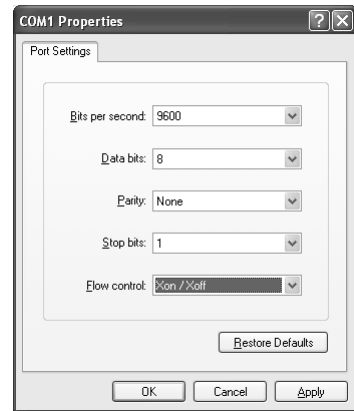 COM1 Properties
Port Settings
Bits per second: 9600
Data bits: 8
Parity: None
Stop bits: 1
Flow control: Xon / Xoff
Restore Defaults
OK Cancel Apply